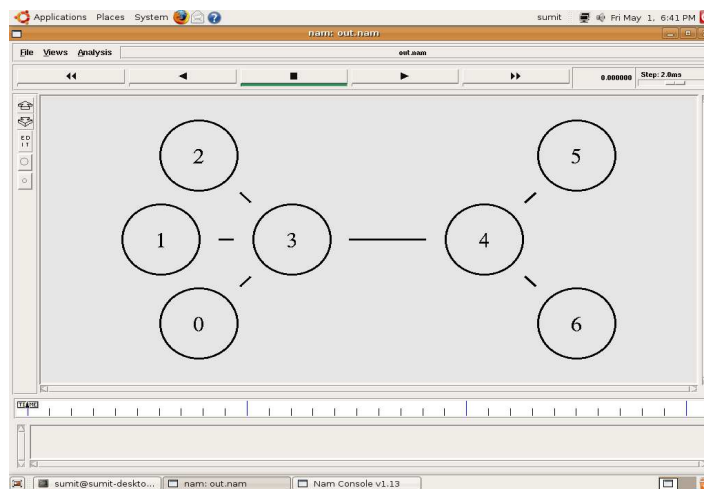 Applications Places System ? sumit Fri May 1, 6:41 PM
nam: out.nam
File Views Analysis out.nam
0.000000 Step: 2.0ms
E D
I T
2
5
1
3
4
0
6
TIME
sumit@sumit-deskto... nam: out.nam Nam Console v1.13